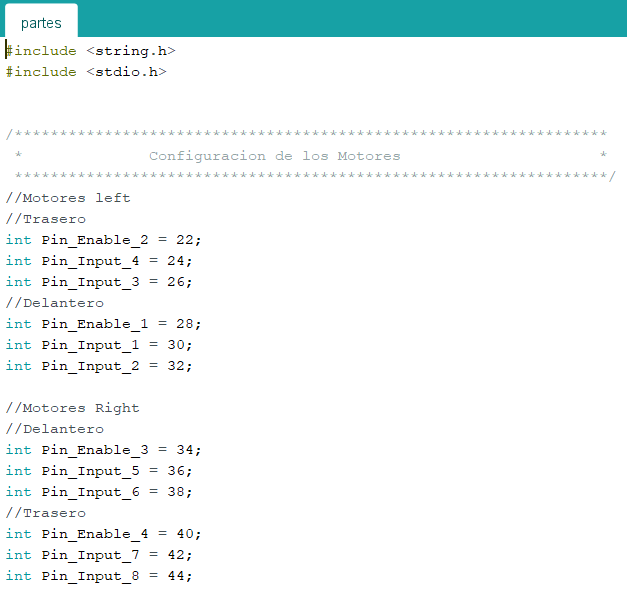 partes
#include <string.h>
#include <stdio.h>
/******************************************************************
* Configuracion de los Motores *
******************************************************************/
//Motores left
//Trasero
int Pin_Enable_2 = 22;
int Pin_Input_4 = 24;
int Pin_Input_3 = 26;
//Delantero
int Pin_Enable_1 = 28;
int Pin_Input_1 = 30;
int Pin_Input_2 = 32;
//Motores Right
//Delantero
int Pin_Enable_3 = 34;
int Pin_Input_5 = 36;
int Pin_Input_6 = 38;
//Trasero
int Pin_Enable_4 = 40;
int Pin_Input_7 = 42;
int Pin_Input_8 = 44;